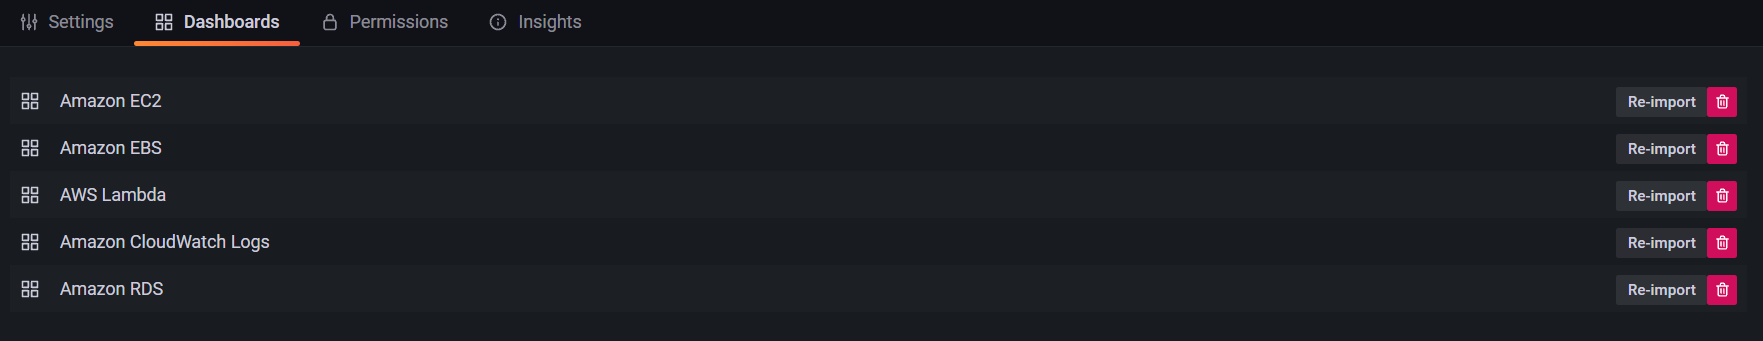 Settings Dashboards Permissions Insights
Amazon EC2 Re-import
Amazon EBS Re-import
AWS Lambda Re-import
Amazon CloudWatch Logs Re-import
Amazon RDS Re-import